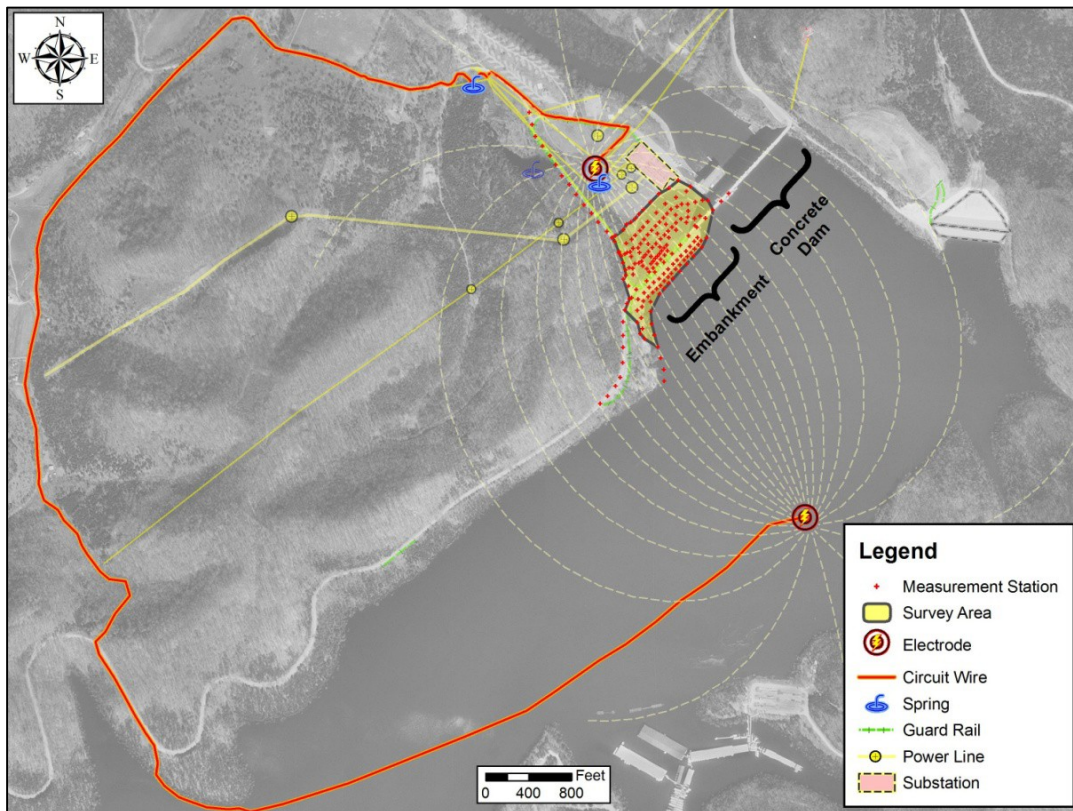 N
W E
S
Concrete
Dam
Embankment
Legend
Measurement Station
Survey Area
Electrode
Circuit Wire
Spring
Guard Rail
Power Line
Substation
Feet
0 400 800